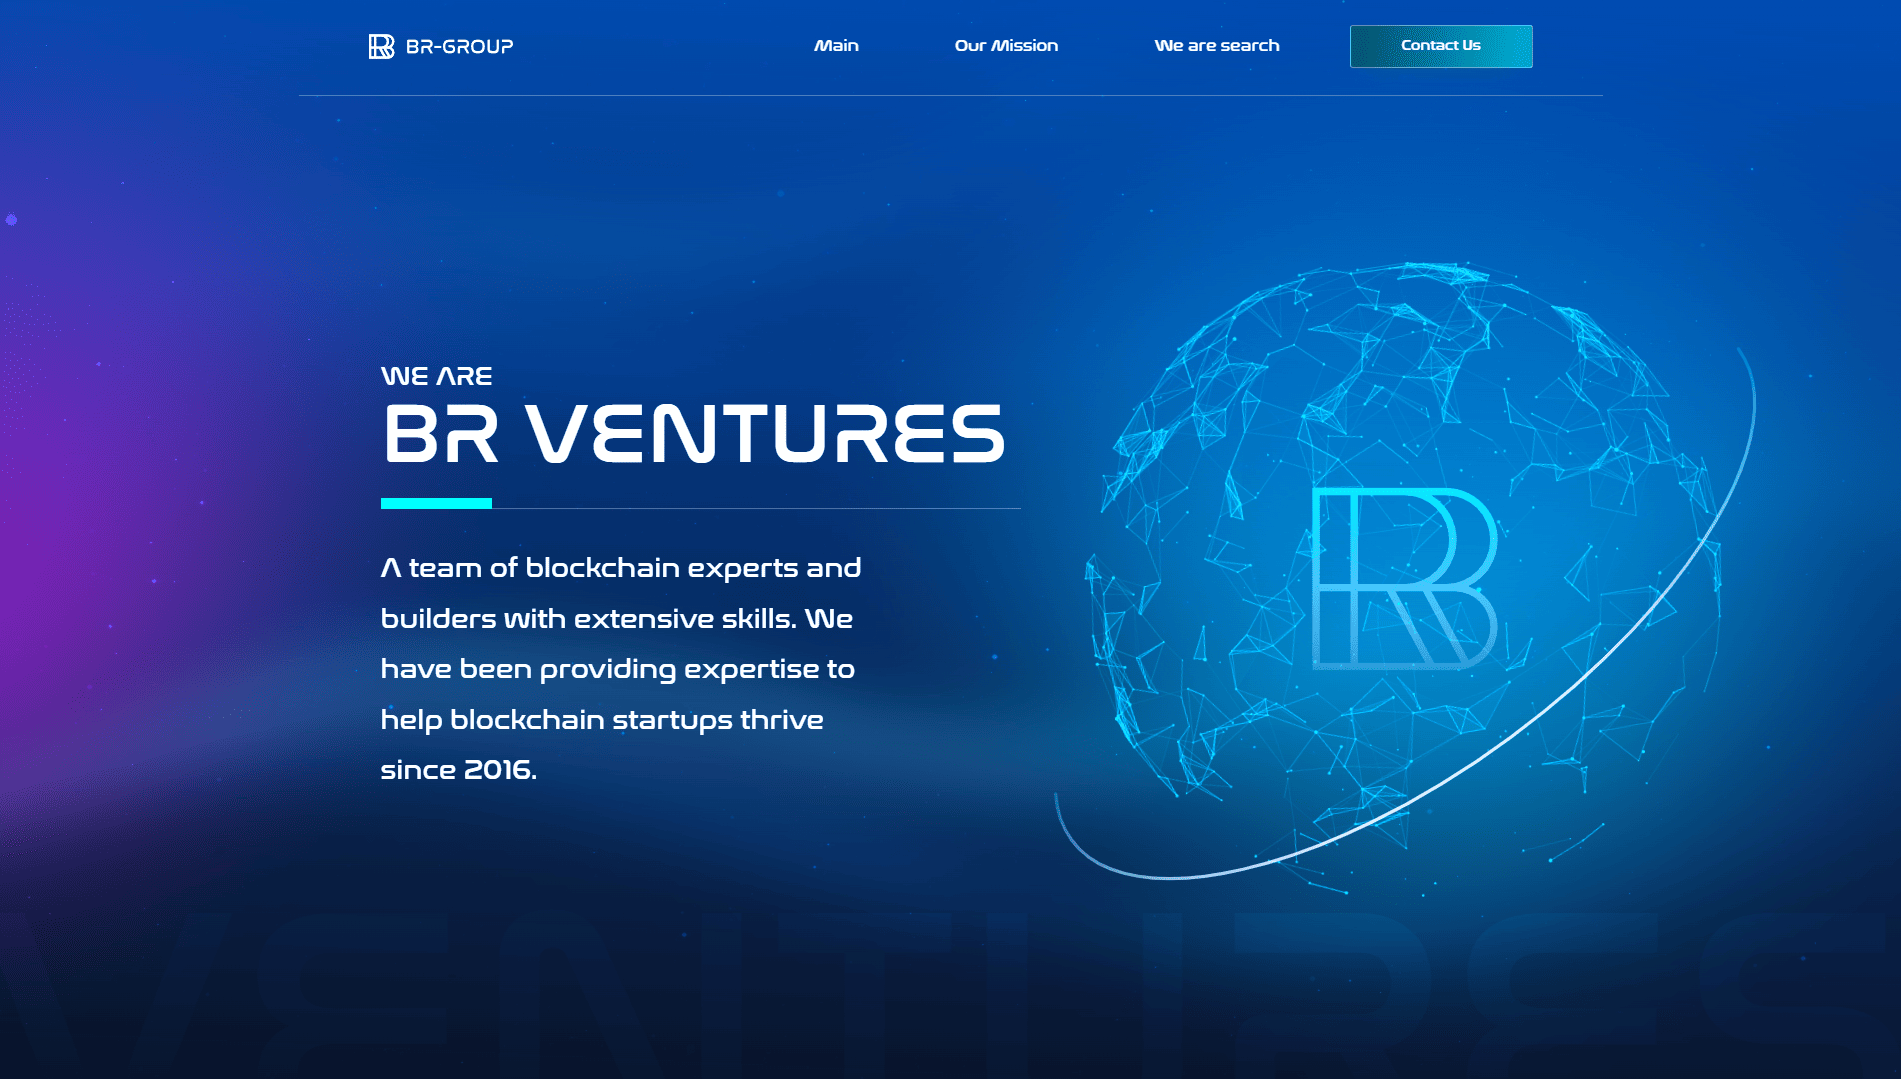 BR-GROUP
Main
Our Mission
We are search
Contact Us
WE ARE
BR VENTURES
A team of blockchain experts and
builders with extensive skills. We
have been providing expertise to
help blockchain startups thrive
since 2016.
VENTURES